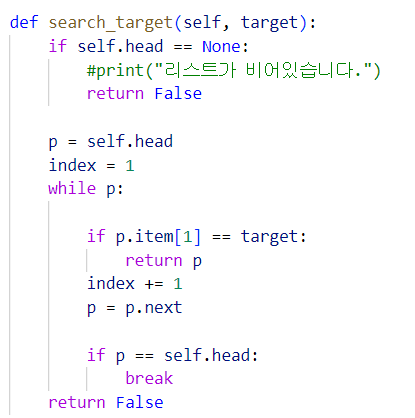 def search_target(self, target):
    if self.head == None:
        #print("리스트가 비어있습니다.")
        return False

    p = self.head
    index = 1
    while p:

        if p.item[1] == target:
            return p
        index += 1
        p = p.next

        if p == self.head:
            break
    return False